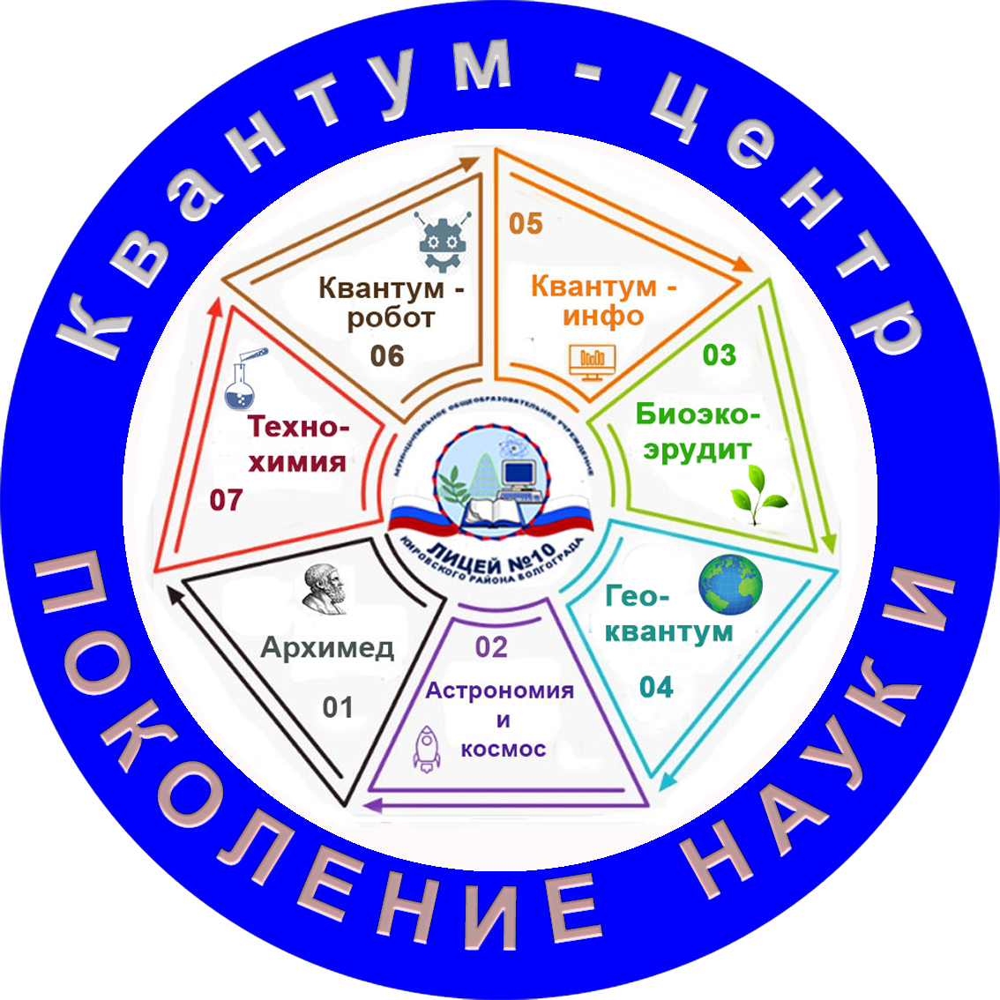 Квантум - центр
05
Квантум -
инфо
Квантум -
робот
06
03
Биоэко-
эрудит
Техно-
химия
07
МУНИЦИПАЛЬНОЕ ОБЩЕОБРАЗОВАТЕЛЬНОЕ УЧРЕЖДЕНИЕ
ЛИЦЕЙ №10
КИРОВСКОГО РАЙОНА ВОЛГОГРАДА
Гео-
квантум
04
Архимед
01
02
Астрономия
и
космос
ПОКОЛЕНИЕ НАУКИ